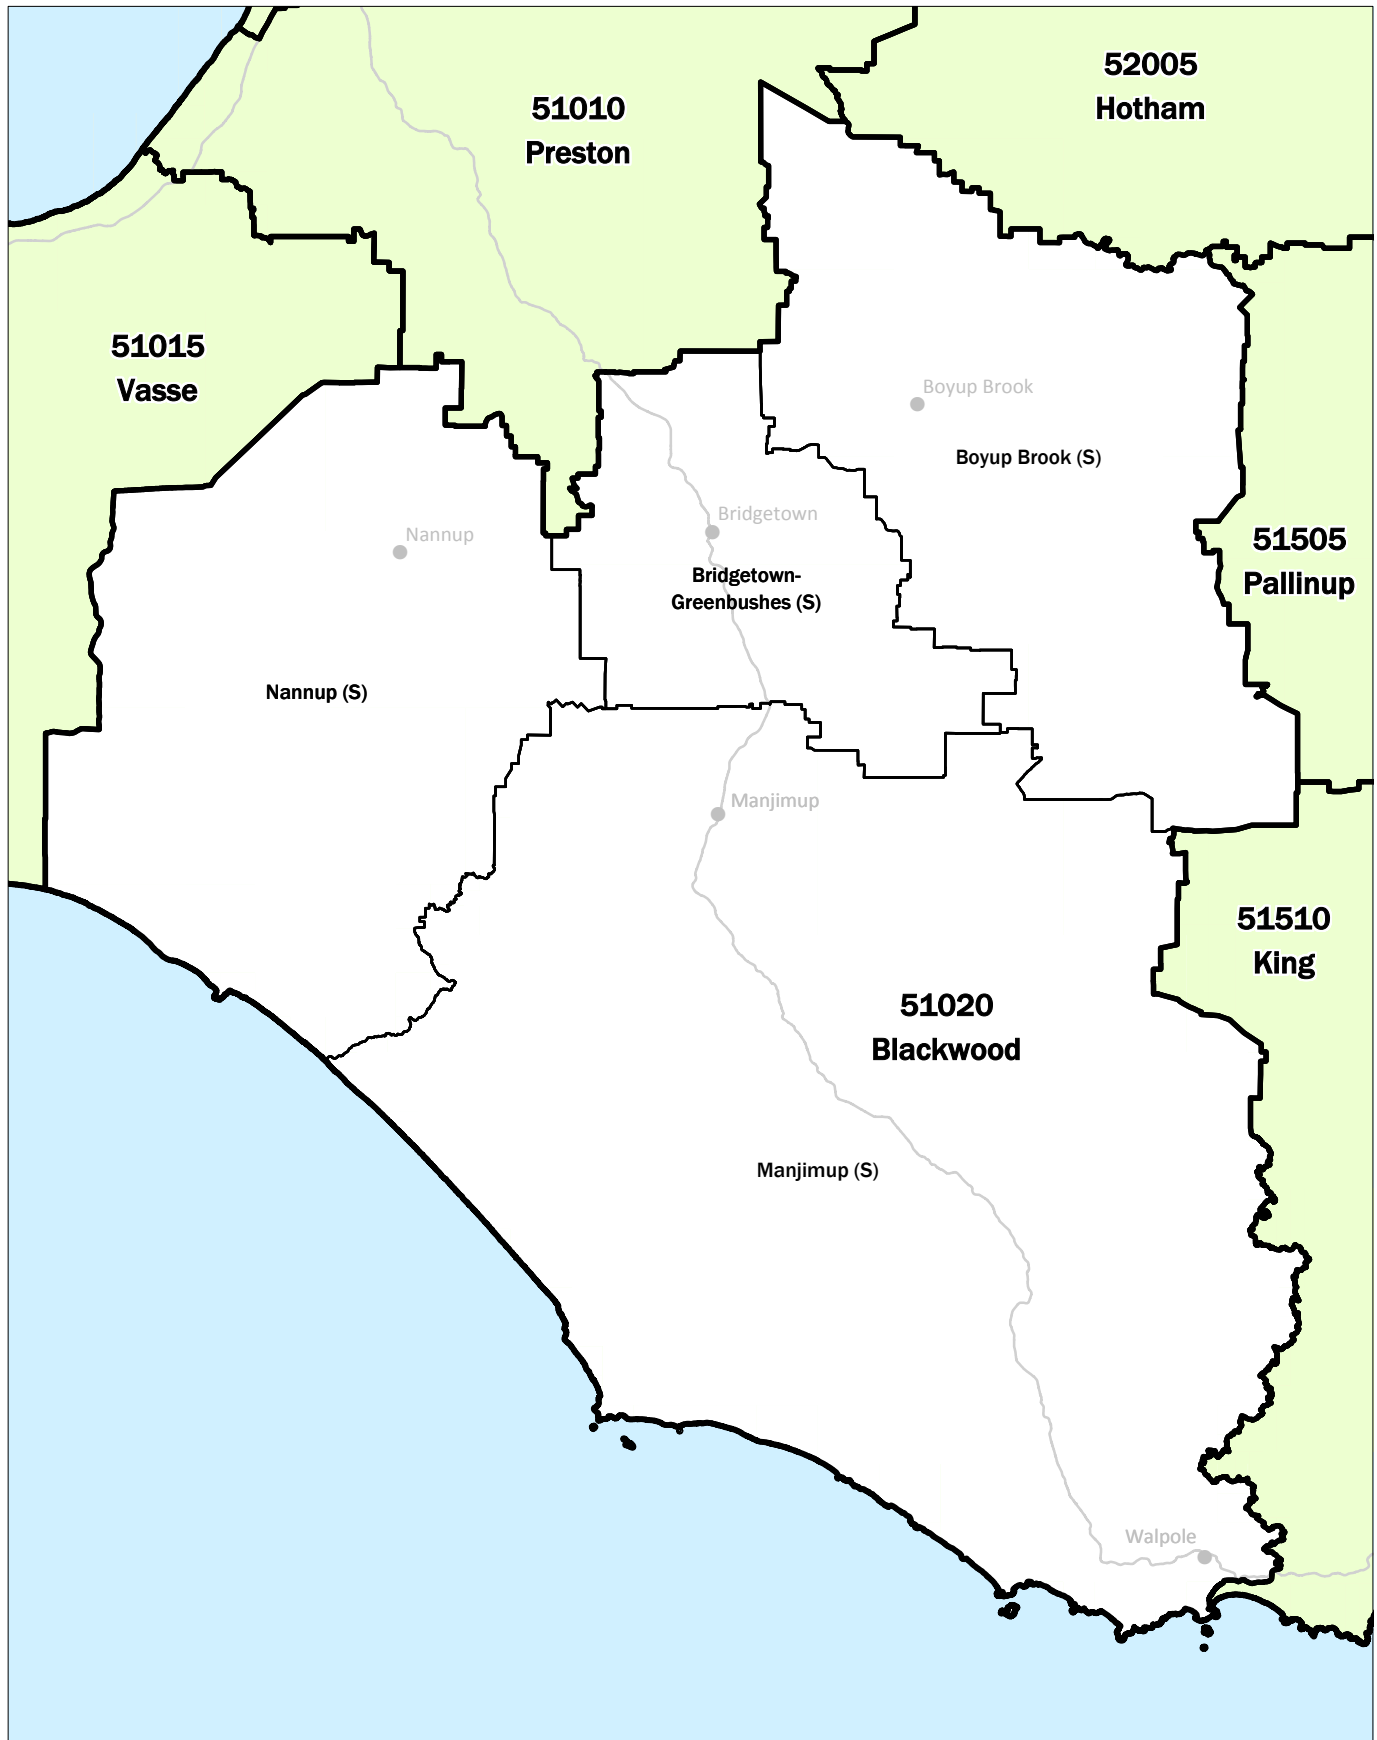 52005
Hotham
51010
Preston
51015
Vasse
Boyup Brook
Boyup Brook (S)
Bridgetown
Nannup
51505
Pallinup
Bridgetown-
Greenbushes (S)
Nannup (S)
Manjimup
51510
King
51020
Blackwood
Manjimup (S)
Walpole